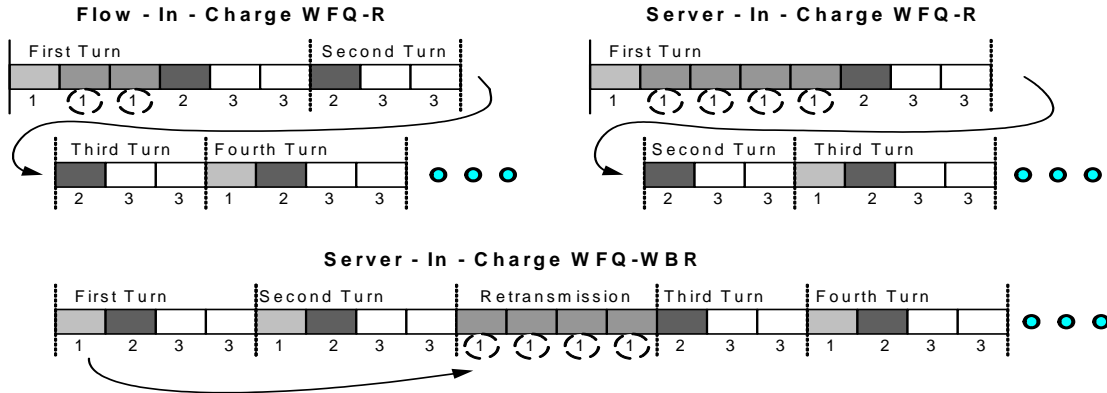 Flow - In - Charge WFQ-R
First Turn Second Turn
1 1 1 2 3 3 2 3 3
Third Turn Fourth Turn
2 3 3 1 2 3 3
Server - In - Charge WFQ-R
First Turn
1 1 1 1 1 2 3 3
Second Turn Third Turn
2 3 3 1 2 3 3
Server - In - Charge WFQ-WBR
First Turn Second Turn Retransmission Third Turn Fourth Turn
1 2 3 3 1 2 3 3 1 1 1 1 2 3 3 1 2 3 3